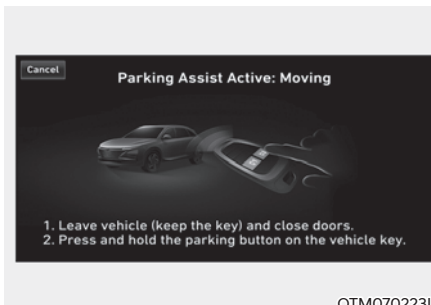 Cancel
Parking Assist Active: Moving
1. Leave vehicle (keep the key) and close doors.
2. Press and hold the parking button on the vehicle key.